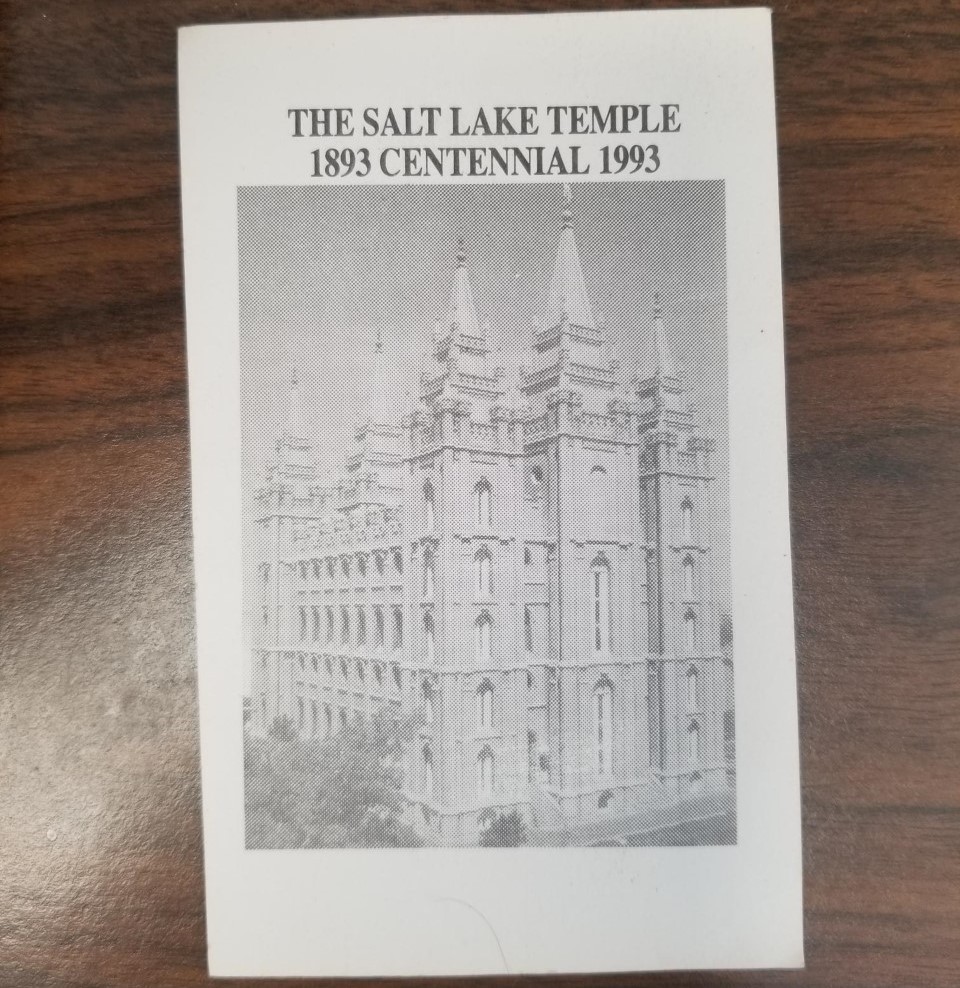 THE SALT LAKE TEMPLE
1893 CENTENNIAL 1993